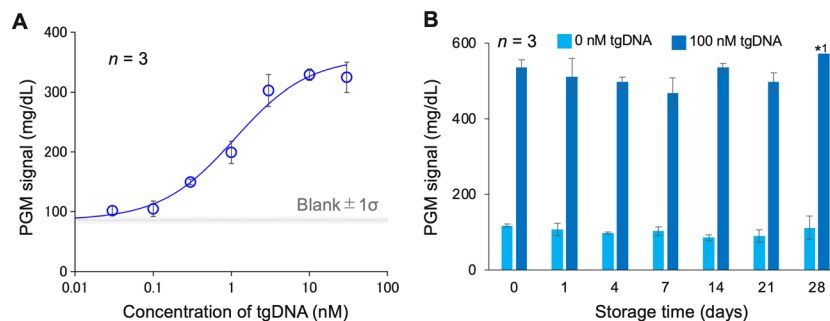 A
n = 3
PGM signal (mg/dL)
400
300
200
100
0
Blank ± 1σ
0.01 0.1 1 10 100
Concentration of tgDNA (nM)
B
n = 3
0 nM tgDNA 100 nM tgDNA
*1
PGM signal (mg/dL)
600
400
200
0
0 1 4 7 14 21 28
Storage time (days)